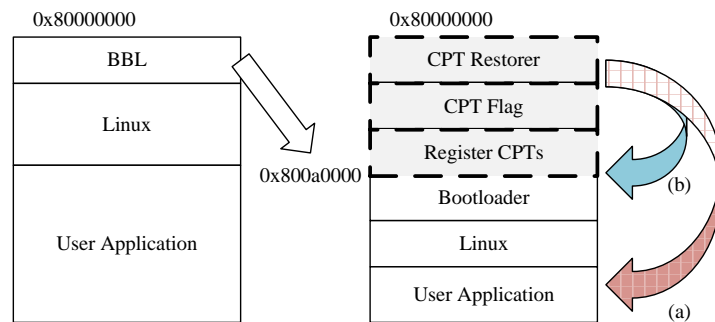 0x80000000
BBL
Linux
User Application
0x80000000
CPT Restorer
CPT Flag
Register CPTs
0x800a0000
Bootloader
Linux
User Application
(b)
(a)